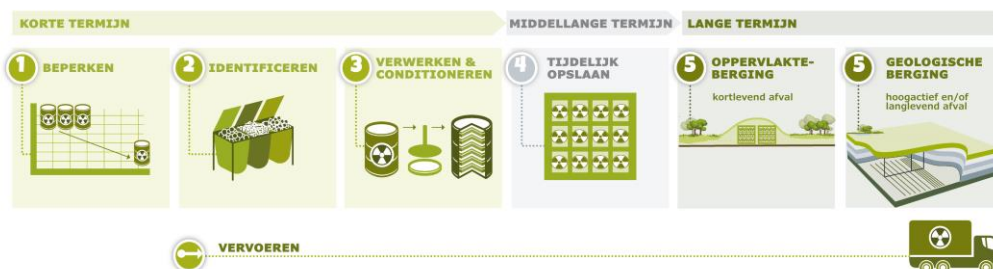 KORTE TERMIJN
MIDDELLANGE TERMIJN
LANGE TERMIJN
1
BEPERKEN
2
IDENTIFICEREN
3
VERWERKEN &
CONDITIONEREN
4
TIJDELIJK
OPSLAAN
5
OPPERVLAKTE-
BERGING
kortlevend afval
5
GEOLOGISCHE
BERGING
hoogactief en/of
langlevend afval
VERVOEREN